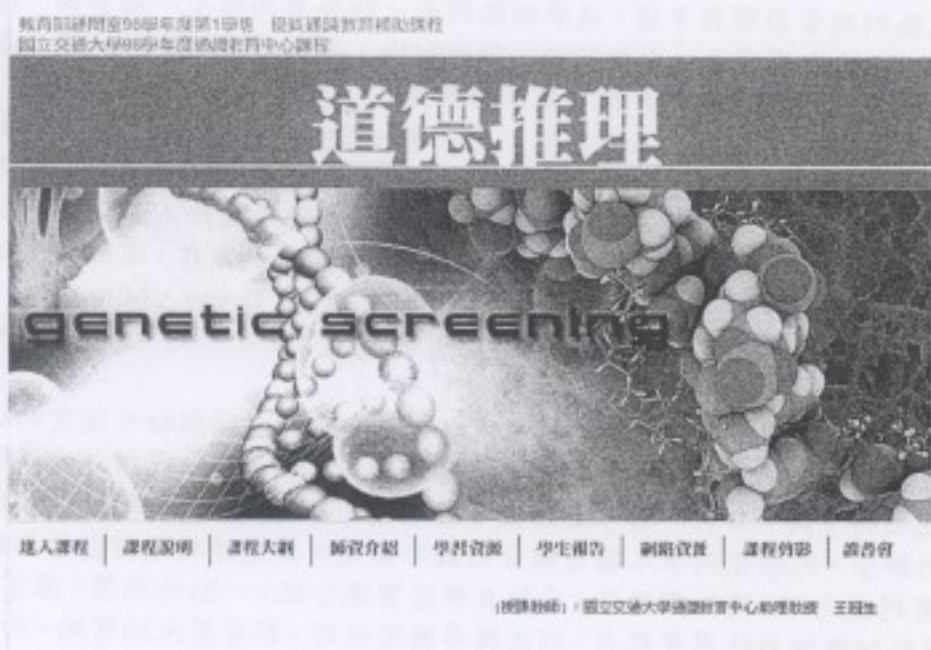 教育部顧問室98學年度第1學期 優質通識教育補助課程
國立交通大學98學年度通識教育中心課程
道德推理
genetic screening
進入課程 | 課程說明 | 課程大綱 | 師資介紹 | 學習資源 | 學生報告 | 網路資源 | 課程剪影 | 讀書會
[授課教師]：國立交通大學通識教育中心助理教授 王冠生